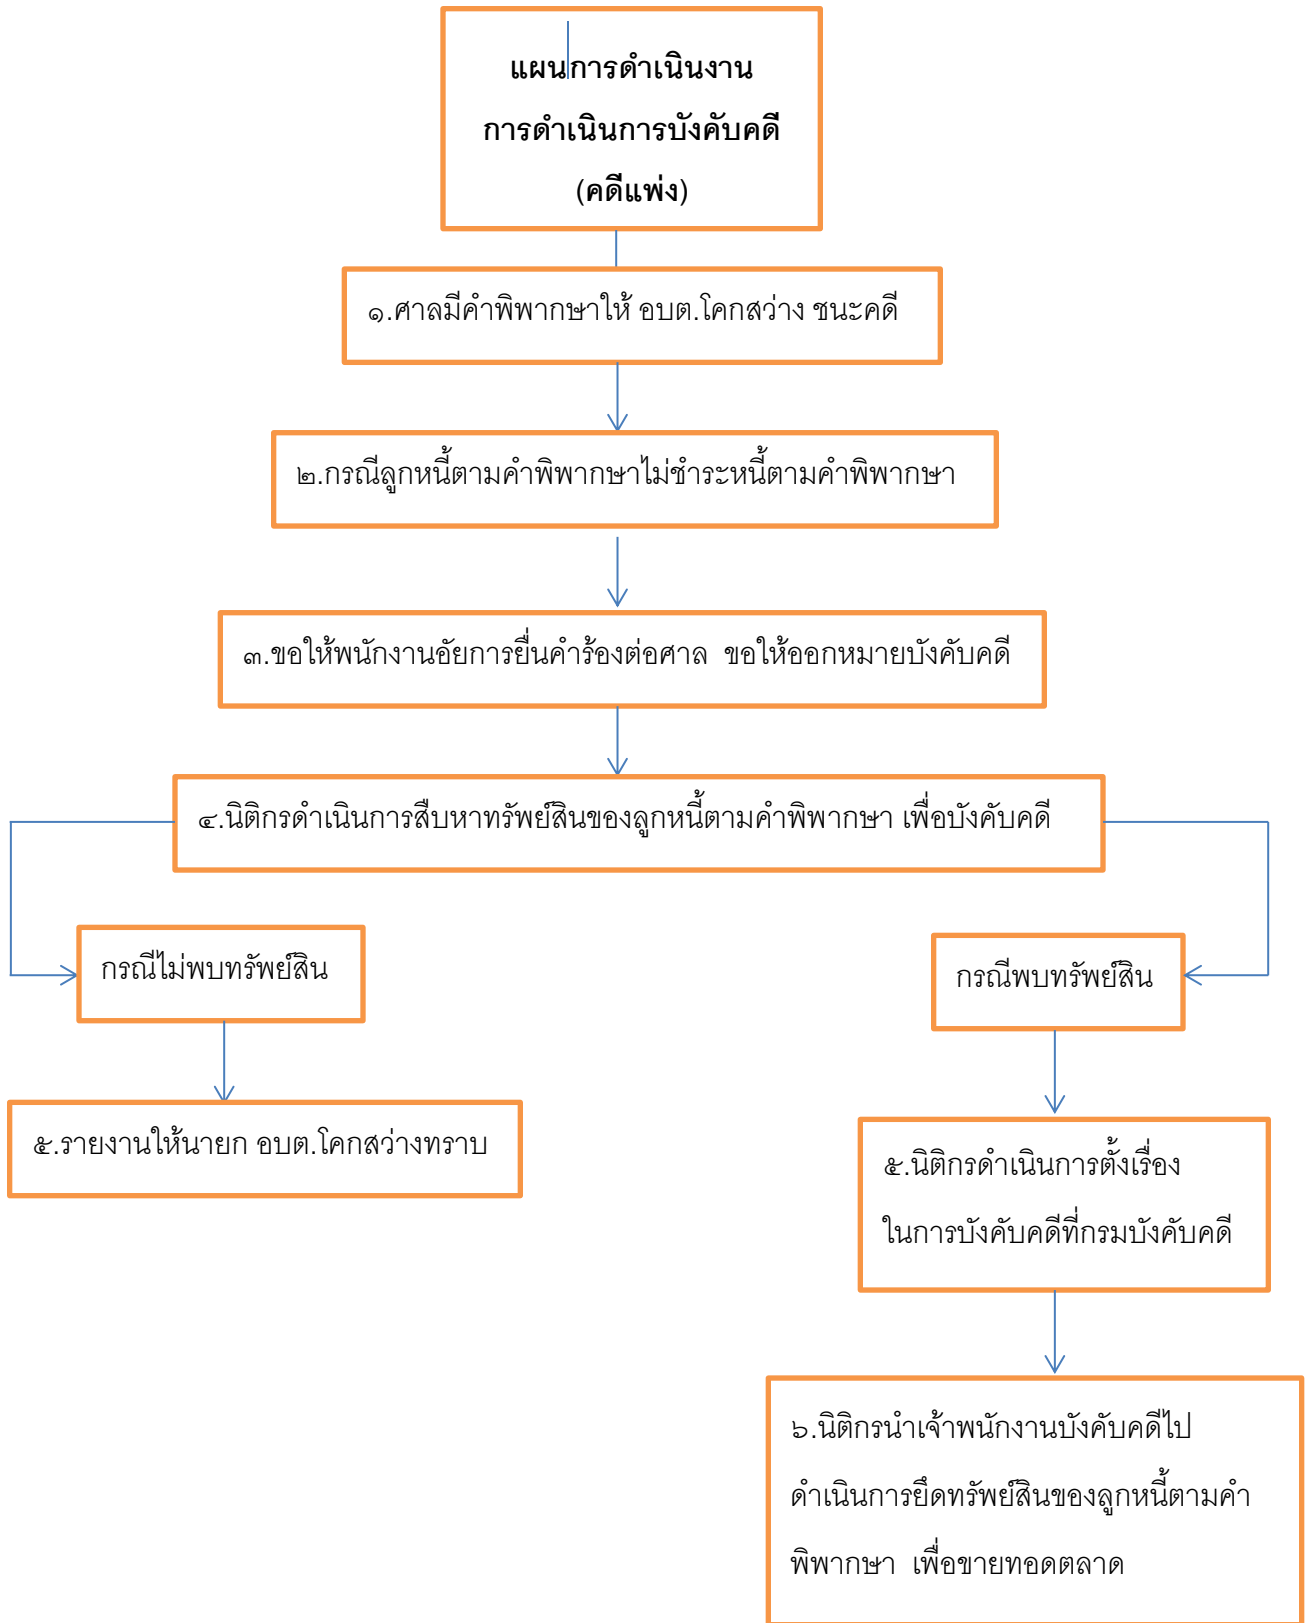 แผนการดำเนินงาน
การดำเนินการบังคับคดี
(คดีแพ่ง)
๑.ศาลมีคำพิพากษาให้ อบต.โคกสว่าง ชนะคดี
๒.กรณีลูกหนี้ตามคำพิพากษาไม่ชำระหนี้ตามคำพิพากษา
๓.ขอให้พนักงานอัยการยื่นคำร้องต่อศาล ขอให้ออกหมายบังคับคดี
๔.นิติกรดำเนินการสืบหาทรัพย์สินของลูกหนี้ตามคำพิพากษา เพื่อบังคับคดี
กรณีไม่พบทรัพย์สิน
กรณีพบทรัพย์สิน
๕.รายงานให้นายก อบต.โคกสว่างทราบ
๕.นิติกรดำเนินการตั้งเรื่อง
ในการบังคับคดีที่กรมบังคับคดี
๖.นิติกรนำเจ้าพนักงานบังคับคดีไป
ดำเนินการยึดทรัพย์สินของลูกหนี้ตามคำ
พิพากษา เพื่อขายทอดตลาด